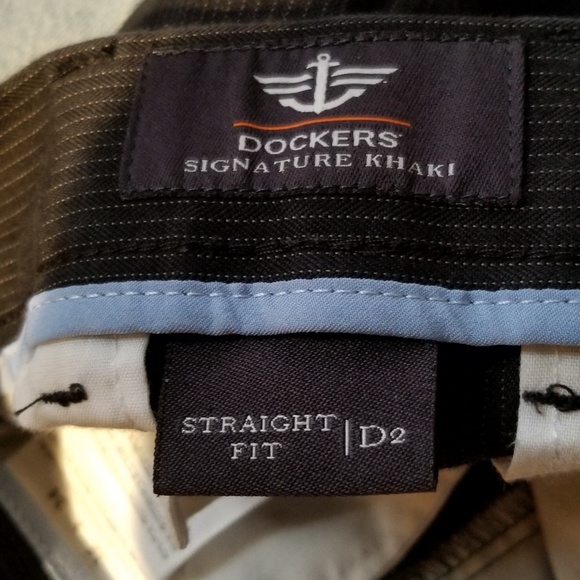 DOCKERS
SIGNATURE KHAKI
STRAIGHT
FIT
D2